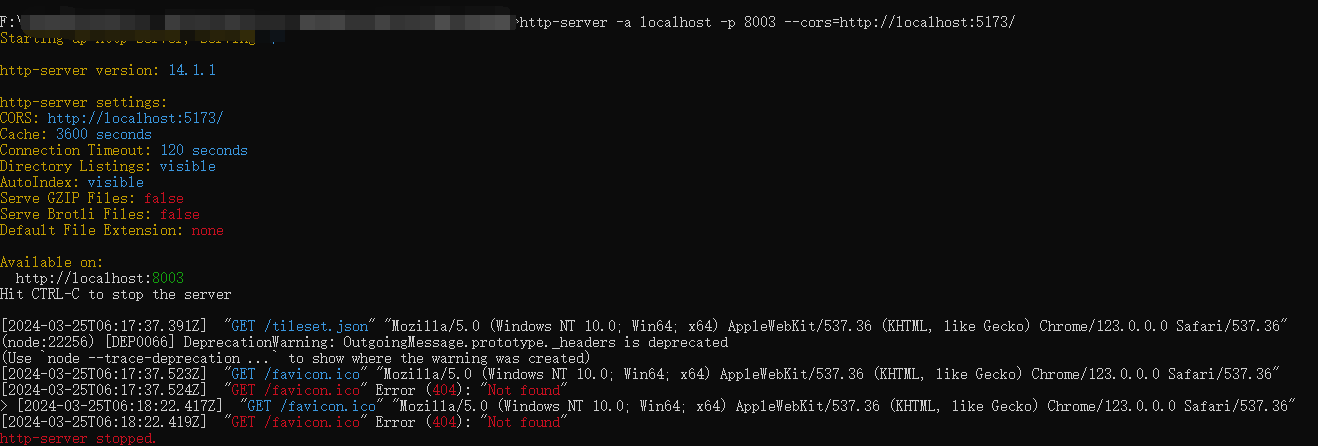 F:\ http-server -a localhost -p 8003 --cors=http://localhost:5173/
Starting up http-server, serving
http-server version: 14.1.1
http-server settings:
CORS: http://localhost:5173/
Cache: 3600 seconds
Connection Timeout: 120 seconds
Directory Listings: visible
AutoIndex: visible
Serve GZIP Files: false
Serve Brotli Files: false
Default File Extension: none
Available on:
http://localhost:8003
Hit CTRL-C to stop the server
[2024-03-25T06:17:37.391Z] "GET /tileset.json" "Mozilla/5.0 (Windows NT 10.0; Win64; x64) AppleWebKit/537.36 (KHTML, like Gecko) Chrome/123.0.0.0 Safari/537.36"
(node:22256) [DEP0066] DeprecationWarning: OutgoingMessage.prototype._headers is deprecated
(Use `node --trace-deprecation ...` to show where the warning was created)
[2024-03-25T06:17:37.523Z] "GET /favicon.ico" "Mozilla/5.0 (Windows NT 10.0; Win64; x64) AppleWebKit/537.36 (KHTML, like Gecko) Chrome/123.0.0.0 Safari/537.36"
[2024-03-25T06:17:37.524Z] "GET /favicon.ico" Error (404): "Not found"
> [2024-03-25T06:18:22.417Z] "GET /favicon.ico" "Mozilla/5.0 (Windows NT 10.0; Win64; x64) AppleWebKit/537.36 (KHTML, like Gecko) Chrome/123.0.0.0 Safari/537.36"
[2024-03-25T06:18:22.419Z] "GET /favicon.ico" Error (404): "Not found"
http-server stopped.